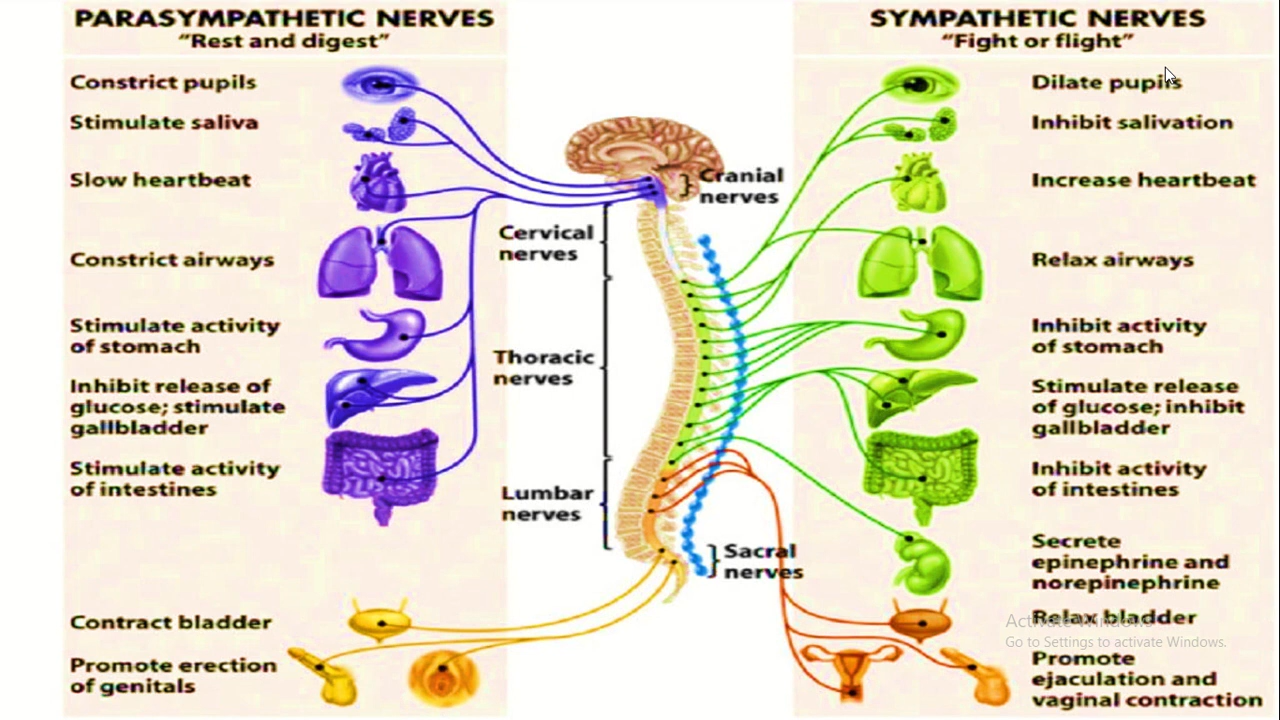 PARASYMPATHETIC NERVES
"Rest and digest"
Constrict pupils
Stimulate saliva
Slow heartbeat
Constrict airways
Stimulate activity
of stomach
Inhibit release of
glucose; stimulate
gallbladder
Stimulate activity
of intestines
Contract bladder
Promote erection
of genitals
Cranial
nerves
Cervical
nerves
Thoracic
nerves
Lumbar
nerves
Sacral
nerves
SYMPATHETIC NERVES
"Fight or flight"
Dilate pupils
Inhibit salivation
Increase heartbeat
Relax airways
Inhibit activity
of stomach
Stimulate release
of glucose; inhibit
gallbladder
Inhibit activity
of intestines
Secrete
epinephrine and
norepinephrine
Relax bladder
Promote
ejaculation and
vaginal contraction
Activate Windows
Go to Settings to activate Windows.